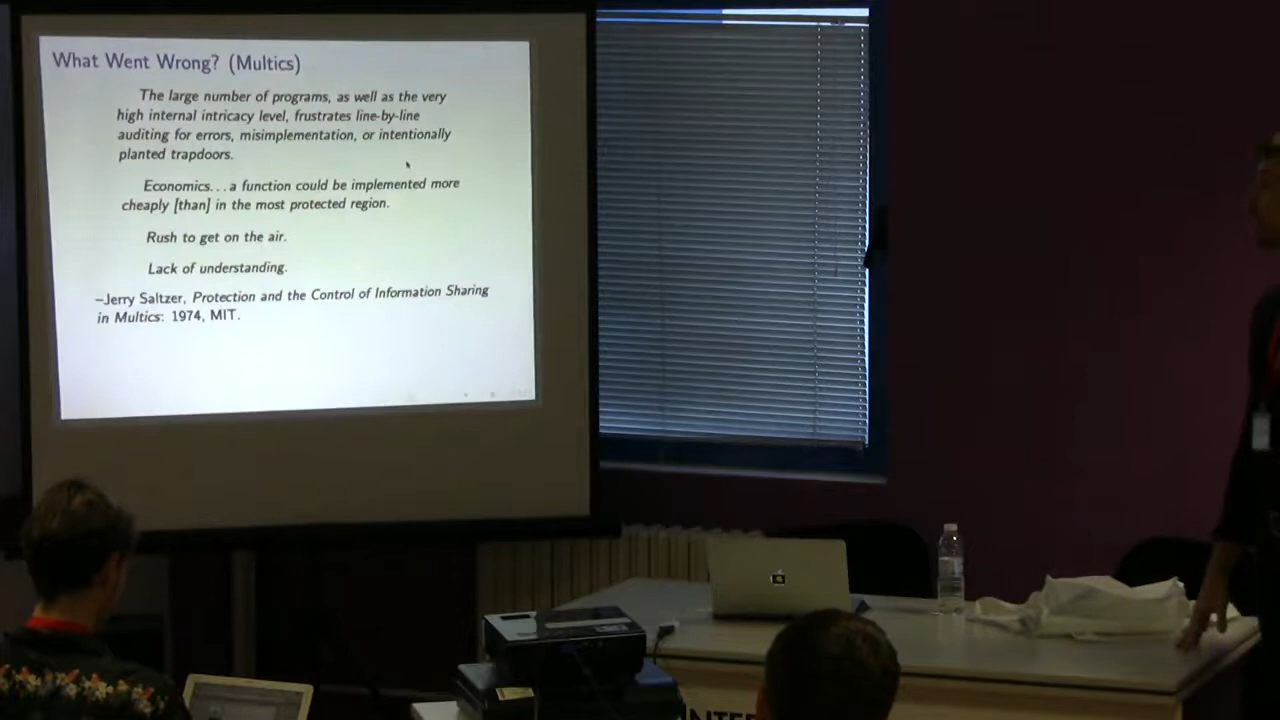 What Went Wrong? (Multics)
The large number of programs, as well as the very
high internal intricacy level, frustrates line-by-line
auditing for errors, misimplementation, or intentionally
planted trapdoors.
Economics...a function could be implemented more
cheaply [than] in the most protected region.
Rush to get on the air.
Lack of understanding.
–Jerry Saltzer, Protection and the Control of Information Sharing
in Multics: 1974, MIT.